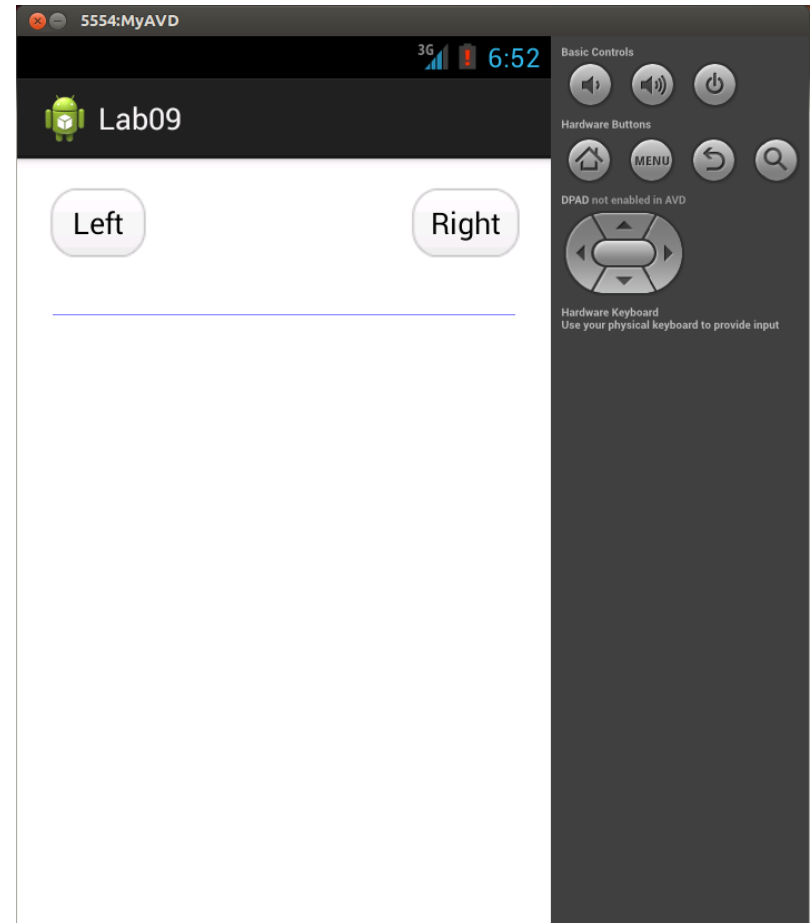 5554:MyAVD
3G 6:52
Lab09
Left Right
Basic Controls
Hardware Buttons
MENU
DPAD not enabled in AVD
Hardware Keyboard
Use your physical keyboard to provide input